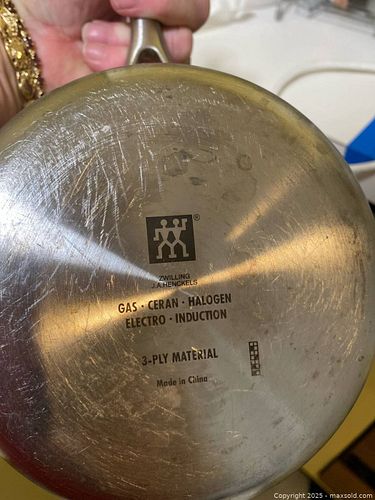 ®
ZWILLING
J.A.HENCKELS
GAS · CERAN · HALOGEN
ELECTRO · INDUCTION
3-PLY MATERIAL
Made in China
Copyright 2025 - maxsold.com